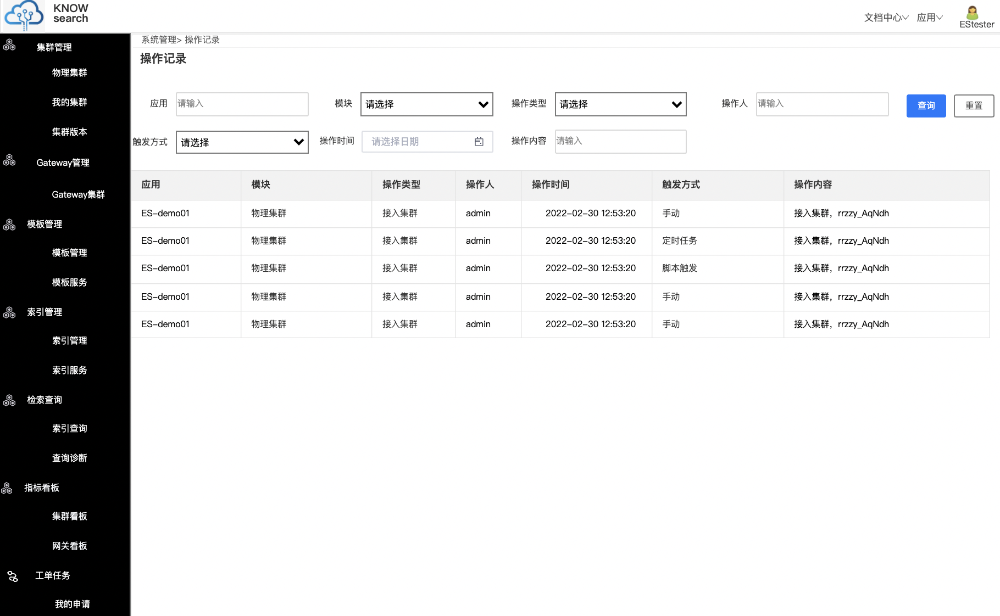 KNOW
search
文档中心 应用
EStester
集群管理
物理集群
我的集群
集群版本
Gateway管理
Gateway集群
模板管理
模板管理
模板服务
索引管理
索引管理
索引服务
检索查询
索引查询
查询诊断
指标看板
集群看板
网关看板
工单任务
我的申请
系统管理> 操作记录
操作记录
应用 请输入 模块 请选择 操作类型 请选择 操作人 请输入 查询 重置
触发方式 请选择 操作时间 请选择日期 操作内容 请输入
应用 模块 操作类型 操作人 操作时间 触发方式 操作内容
ES-demo01 物理集群 接入集群 admin 2022-02-30 12:53:20 手动 接入集群，rrzzy_AqNdh
ES-demo01 物理集群 接入集群 admin 2022-02-30 12:53:20 定时任务 接入集群，rrzzy_AqNdh
ES-demo01 物理集群 接入集群 admin 2022-02-30 12:53:20 脚本触发 接入集群，rrzzy_AqNdh
ES-demo01 物理集群 接入集群 admin 2022-02-30 12:53:20 手动 接入集群，rrzzy_AqNdh
ES-demo01 物理集群 接入集群 admin 2022-02-30 12:53:20 手动 接入集群，rrzzy_AqNdh